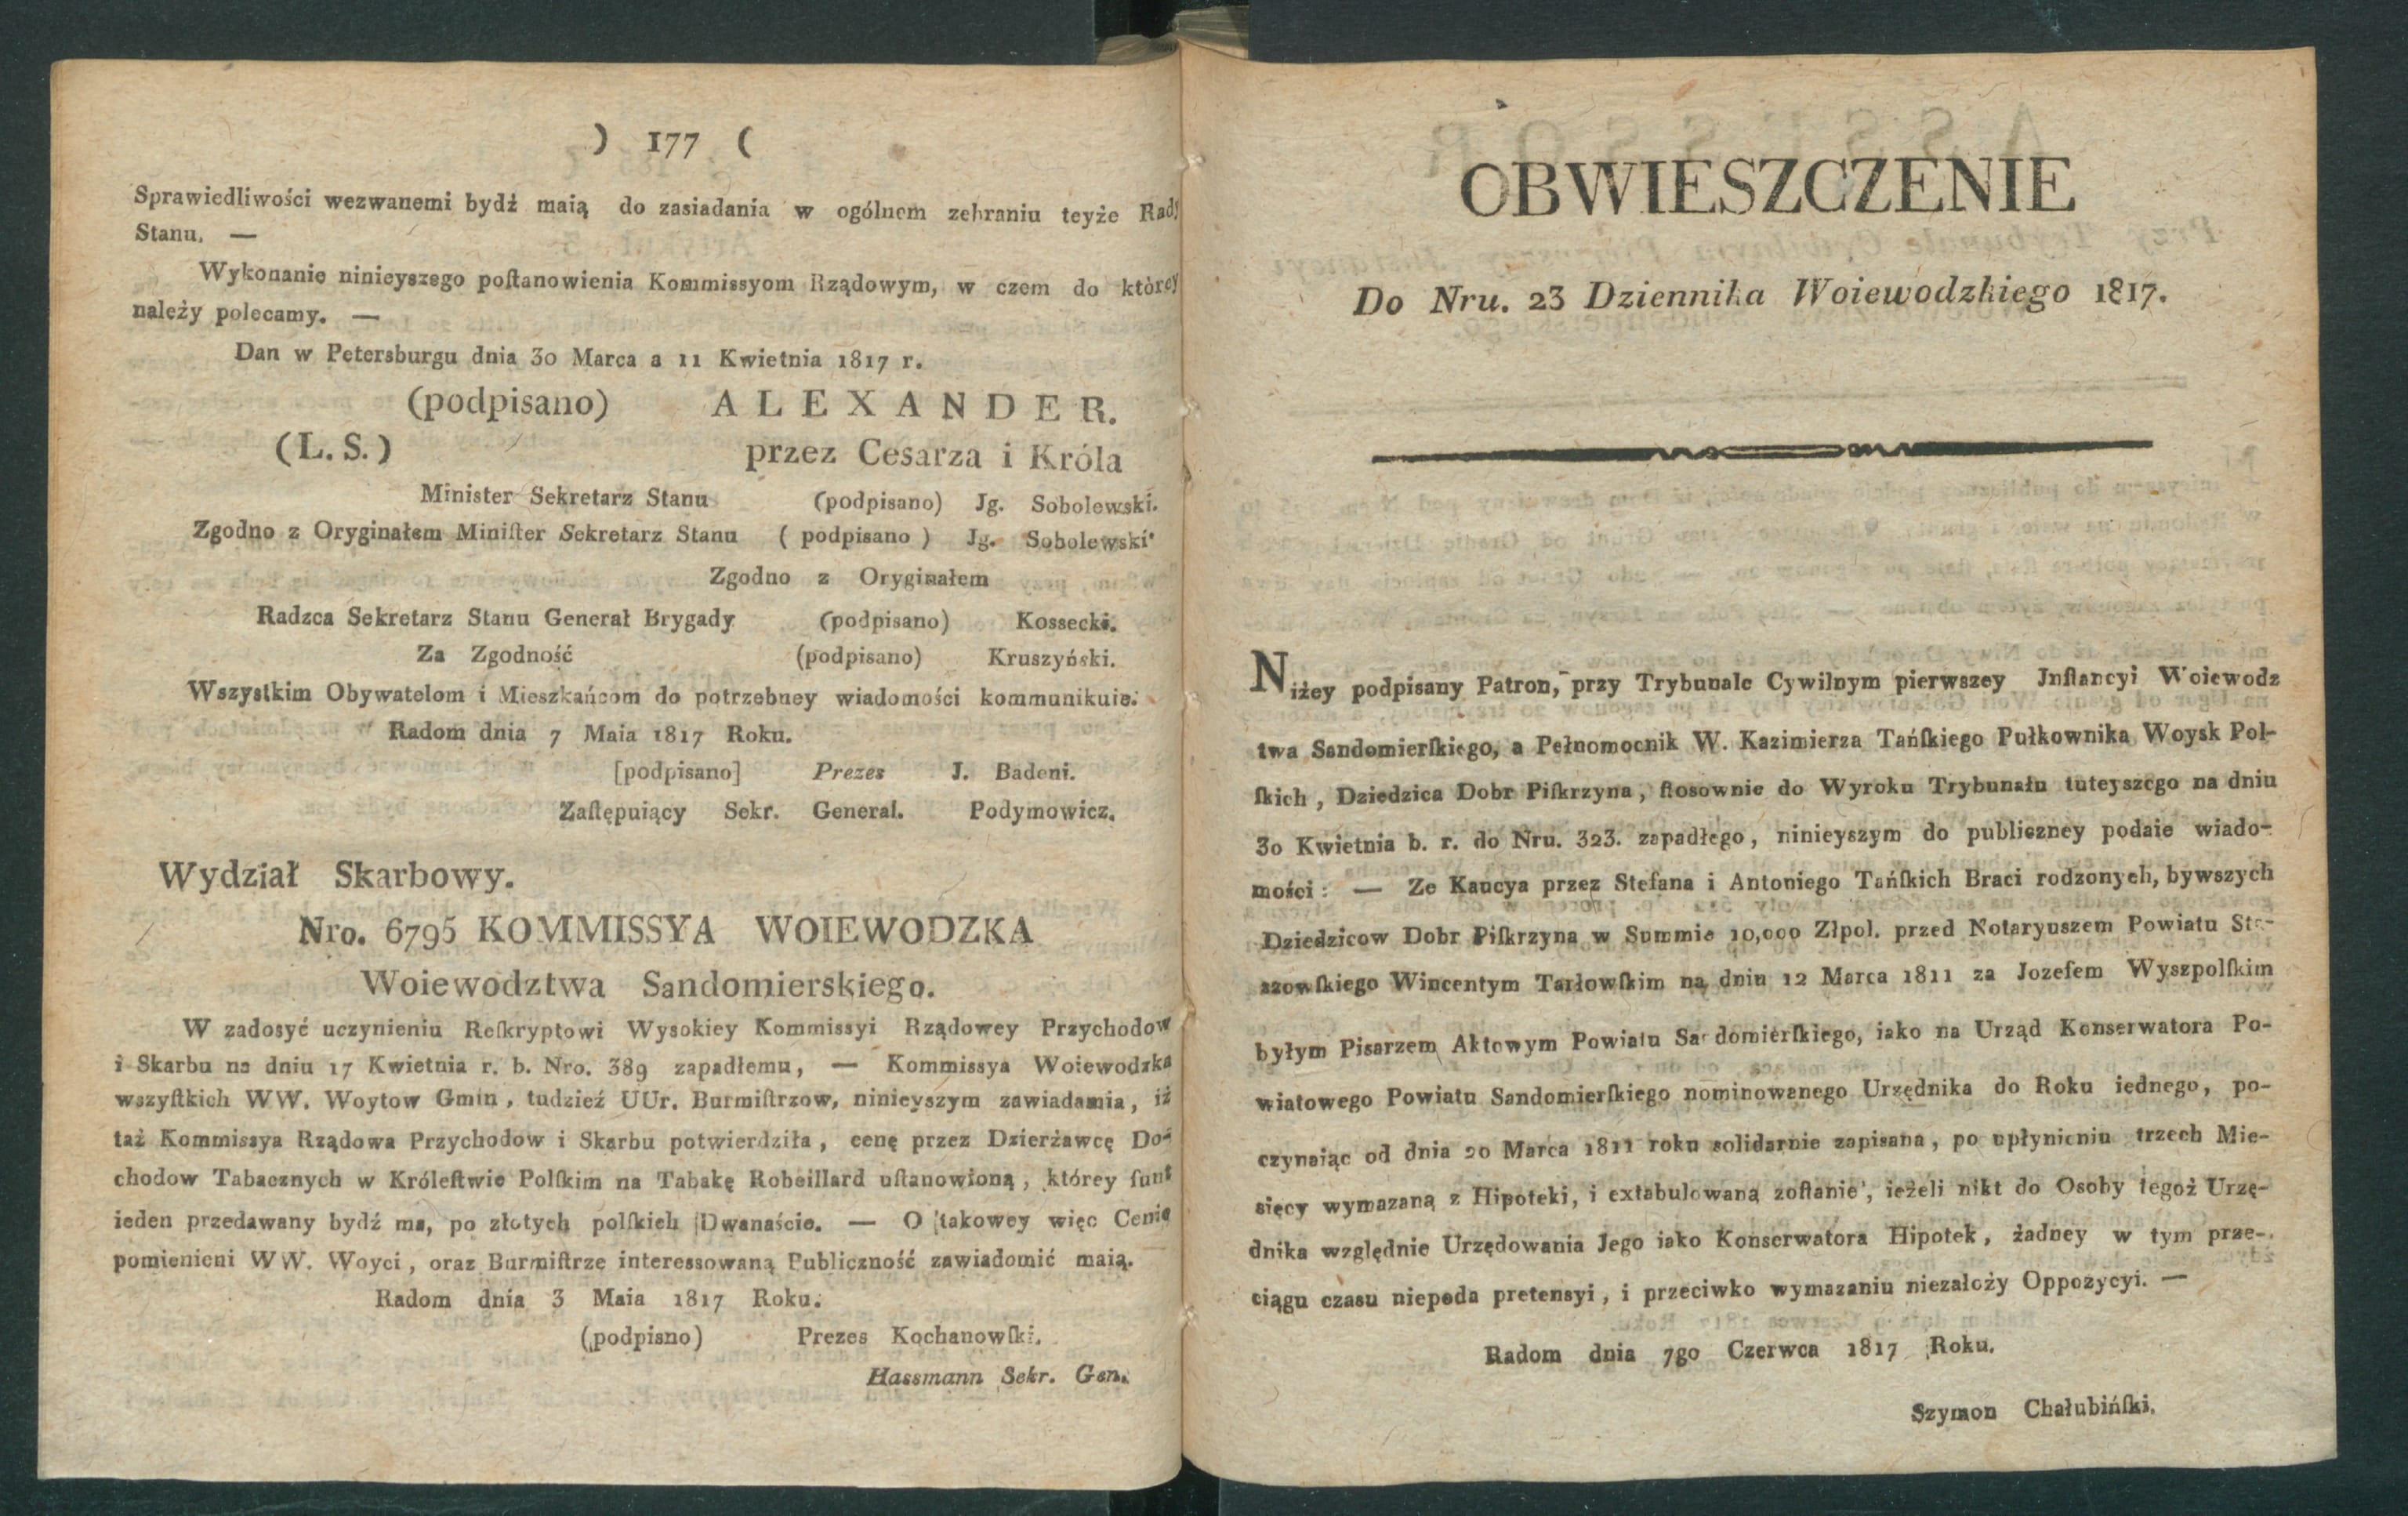 ) 177 (
Sprawiedliwości wezwanemi bydź maią do zasiadania w ogólnem zebraniu teyże Rady
Stanu. —
Wykonanie ninieyszego poſtanowienia Kommissyom Rządowym, w czem do którey
należy polecamy. —
Dan w Petersburgu dnia 30 Marca a 11 Kwietnia 1817 r.
(podpisano) ALEXANDER.
(L. S.) przez Cesarza i Króla
Minister Sekretarz Stanu (podpisano) Jg. Sobolewski.
Zgodno z Oryginałem Miniſter Sekretarz Stanu ( podpisano ) Jg. Sobolewski
Zgodno z Oryginałem
Radzca Sekretarz Stanu Generał Brygady (podpisano) Kossecki.
Za Zgodność (podpisano) Kruszyński.
Wszystkim Obywatelom i Mieszkańcom do potrzebney wiadomości kommunikuie.
Radom dnia 7 Maia 1817 Roku.
[podpisano] Prezes J. Badeni.
Zaſtępuiący Sekr. General. Podymowicz.
Wydział Skarbowy.
Nro. 6795 KOMMISSYA WOIEWODZKA
Woiewodztwa Sandomierskiego.
W zadosyć uczynieniu Reſkryptowi Wysokiey Kommissyi Rządowey Przychodow
i Skarbu na dniu 17 Kwietnia r. b. Nro. 389 zapadłemu, — Kommissya Woiewodzka
wszyſtkich WW. Woytow Gmin, tudzież UUr. Burmiſtrzow, ninieyszym zawiadamia, iż
taż Kommissya Rządowa Przychodow i Skarbu potwierdziła, cenę przez Dzierżawcę Do-
chodow Tabacznych w Króleſtwie Polſkim na Tabakę Robeillard uſtanowioną, którey funt
ieden przedawany bydź ma, po złotych polſkich Dwanaście. — O takowey więc Cenie
pomienieni WW. Woyci, oraz Burmiſtrze interessowaną Publiczność zawiadomić maią.
Radom dnia 3 Maia 1817 Roku.
(podpisno) Prezes Kochanowſki.
Hassmann Sekr. Gen.
OBWIESZCZENIE
Do Nru. 23 Dziennika Woiewodzkiego 1817.
Niżey podpisany Patron, przy Trybunale Cywilnym pierwszey Jnſtancyi Woiewodz
twa Sandomierſkiego, a Pełnomocnik W. Kazimierza Tańſkiego Pułkownika Woysk Pol-
ſkich, Dziedzica Dobr Piſkrzyna, ſtosownie do Wyroku Trybunału tuteyszego na dniu
30 Kwietnia b. r. do Nru. 323. zapadłego, ninieyszym do publiczney podaie wiado-
mości: — Ze Kaucya przez Stefana i Antoniego Tańſkich Braci rodzonych, bywszych
Dziedzicow Dobr Piſkrzyna w Summie 10,000 Złpol. przed Notaryuszem Powiatu Sta-
szowſkiego Wincentym Tarłowſkim na dniu 12 Marca 1811 za Jozefem Wyszpolſkim
byłym Pisarzem Aktowym Powiatu Sandomierſkiego, iako na Urząd Konserwatora Po-
wiatowego Powiatu Sandomierſkiego nominowanego Urzędnika do Roku iednego, po-
czynaiąc od dnia 20 Marca 1811 roku solidarnie zapisana, po upłynieniu trzech Mie-
sięcy wymazaną z Hipoteki, i extabulowaną zoſtanie, ieżeli nikt do Osoby tegoż Urzę-
dnika względnie Urzędowania Jego iako Konserwatora Hipotek, żadney w tym prze-
ciągu czasu niepoda pretensyi, i przeciwko wymazaniu niezałoży Oppozycyi. —
Radom dnia 7go Czerwca 1817 Roku.
Szymon Chałubińſki.